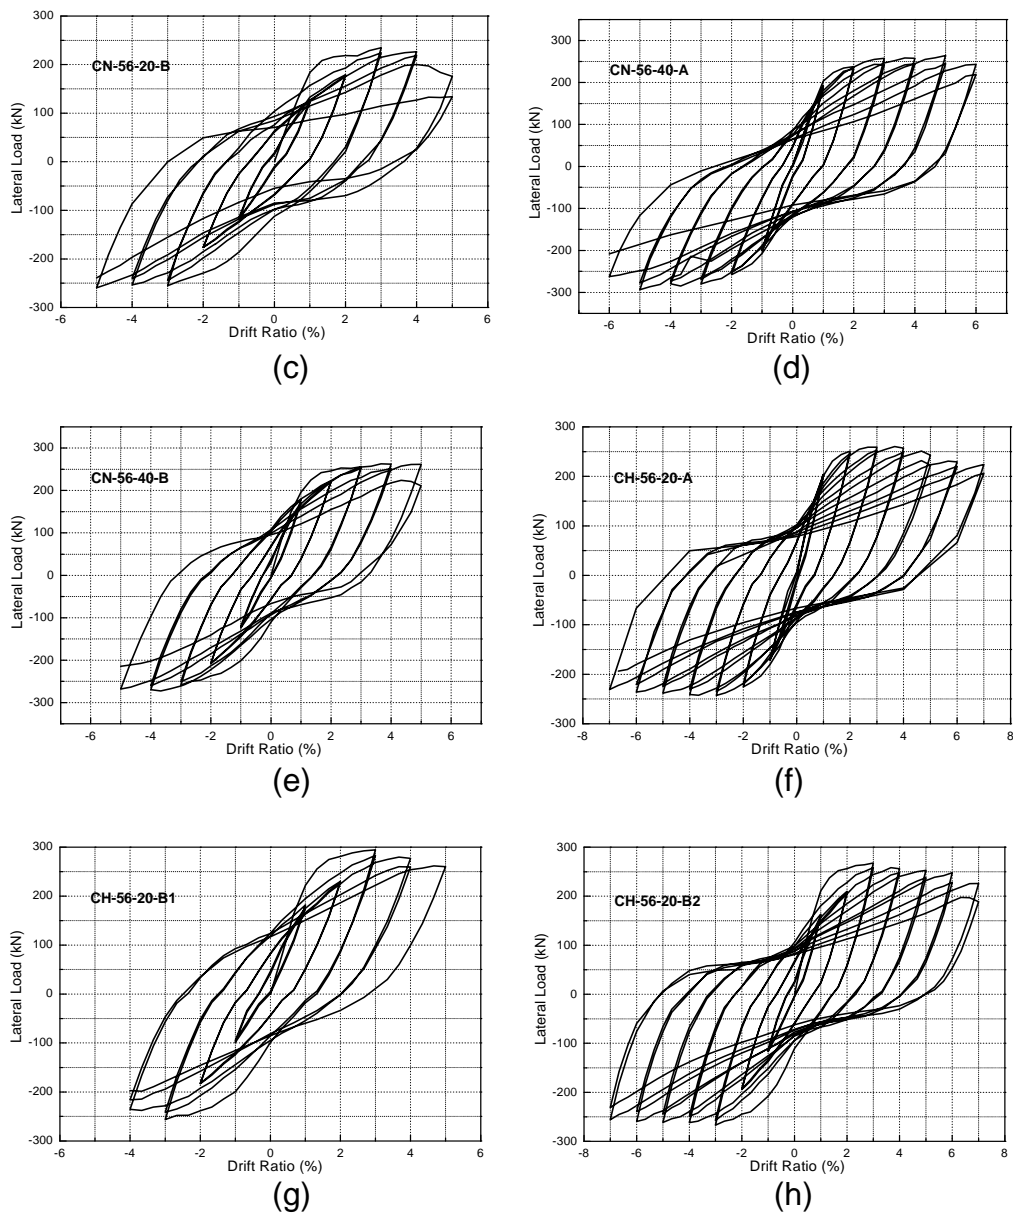 300
200
100
0
-100
-200
-300
Lateral Load (kN)
CN-56-20-B
-6 -4 -2 0 2 4 6
Drift Ratio (%)
(c)
300
200
100
0
-100
-200
-300
Lateral Load (kN)
CN-56-40-A
-6 -4 -2 0 2 4 6
Drift Ratio (%)
(d)
300
200
100
0
-100
-200
-300
Lateral Load (kN)
CN-56-40-B
-6 -4 -2 0 2 4 6
Drift Ratio (%)
(e)
300
200
100
0
-100
-200
-300
Lateral Load (kN)
CH-56-20-A
-8 -6 -4 -2 0 2 4 6 8
Drift Ratio (%)
(f)
300
200
100
0
-100
-200
-300
Lateral Load (kN)
CH-56-20-B1
-6 -4 -2 0 2 4 6
Drift Ratio (%)
(g)
300
200
100
0
-100
-200
-300
Lateral Load (kN)
CH-56-20-B2
-8 -6 -4 -2 0 2 4 6 8
Drift Ratio (%)
(h)